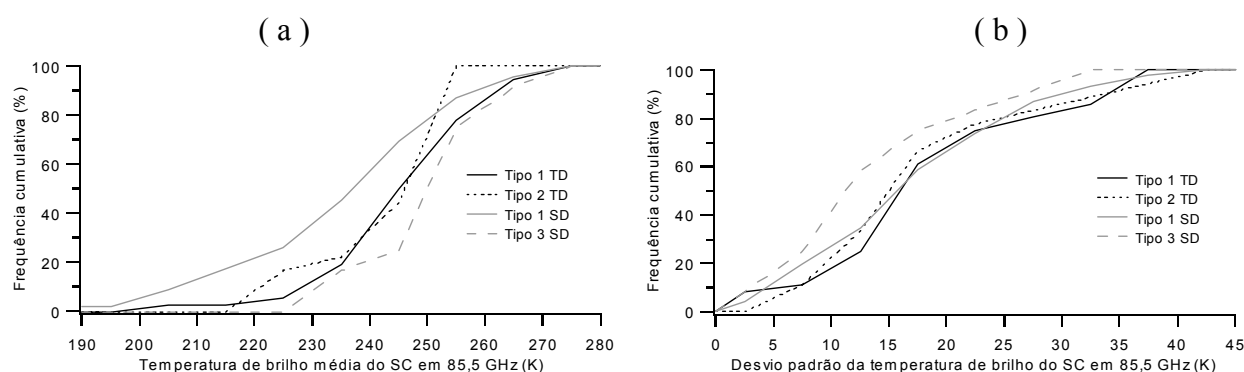 ( a )
( b )
100
80
60
40
20
0
Frequência cumulativa (%)
Tipo 1 TD
Tipo 2 TD
Tipo 1 SD
Tipo 3 SD
190 200 210 220 230 240 250 260 270 280
Temperatura de brilho média do SC em 85,5 GHz (K)
100
80
60
40
20
0
Frequência cumulativa (%)
Tipo 1 TD
Tipo 2 TD
Tipo 1 SD
Tipo 3 SD
0 5 10 15 20 25 30 35 40 45
Desvio padrão da temperatura de brilho do SC em 85,5 GHz (K)